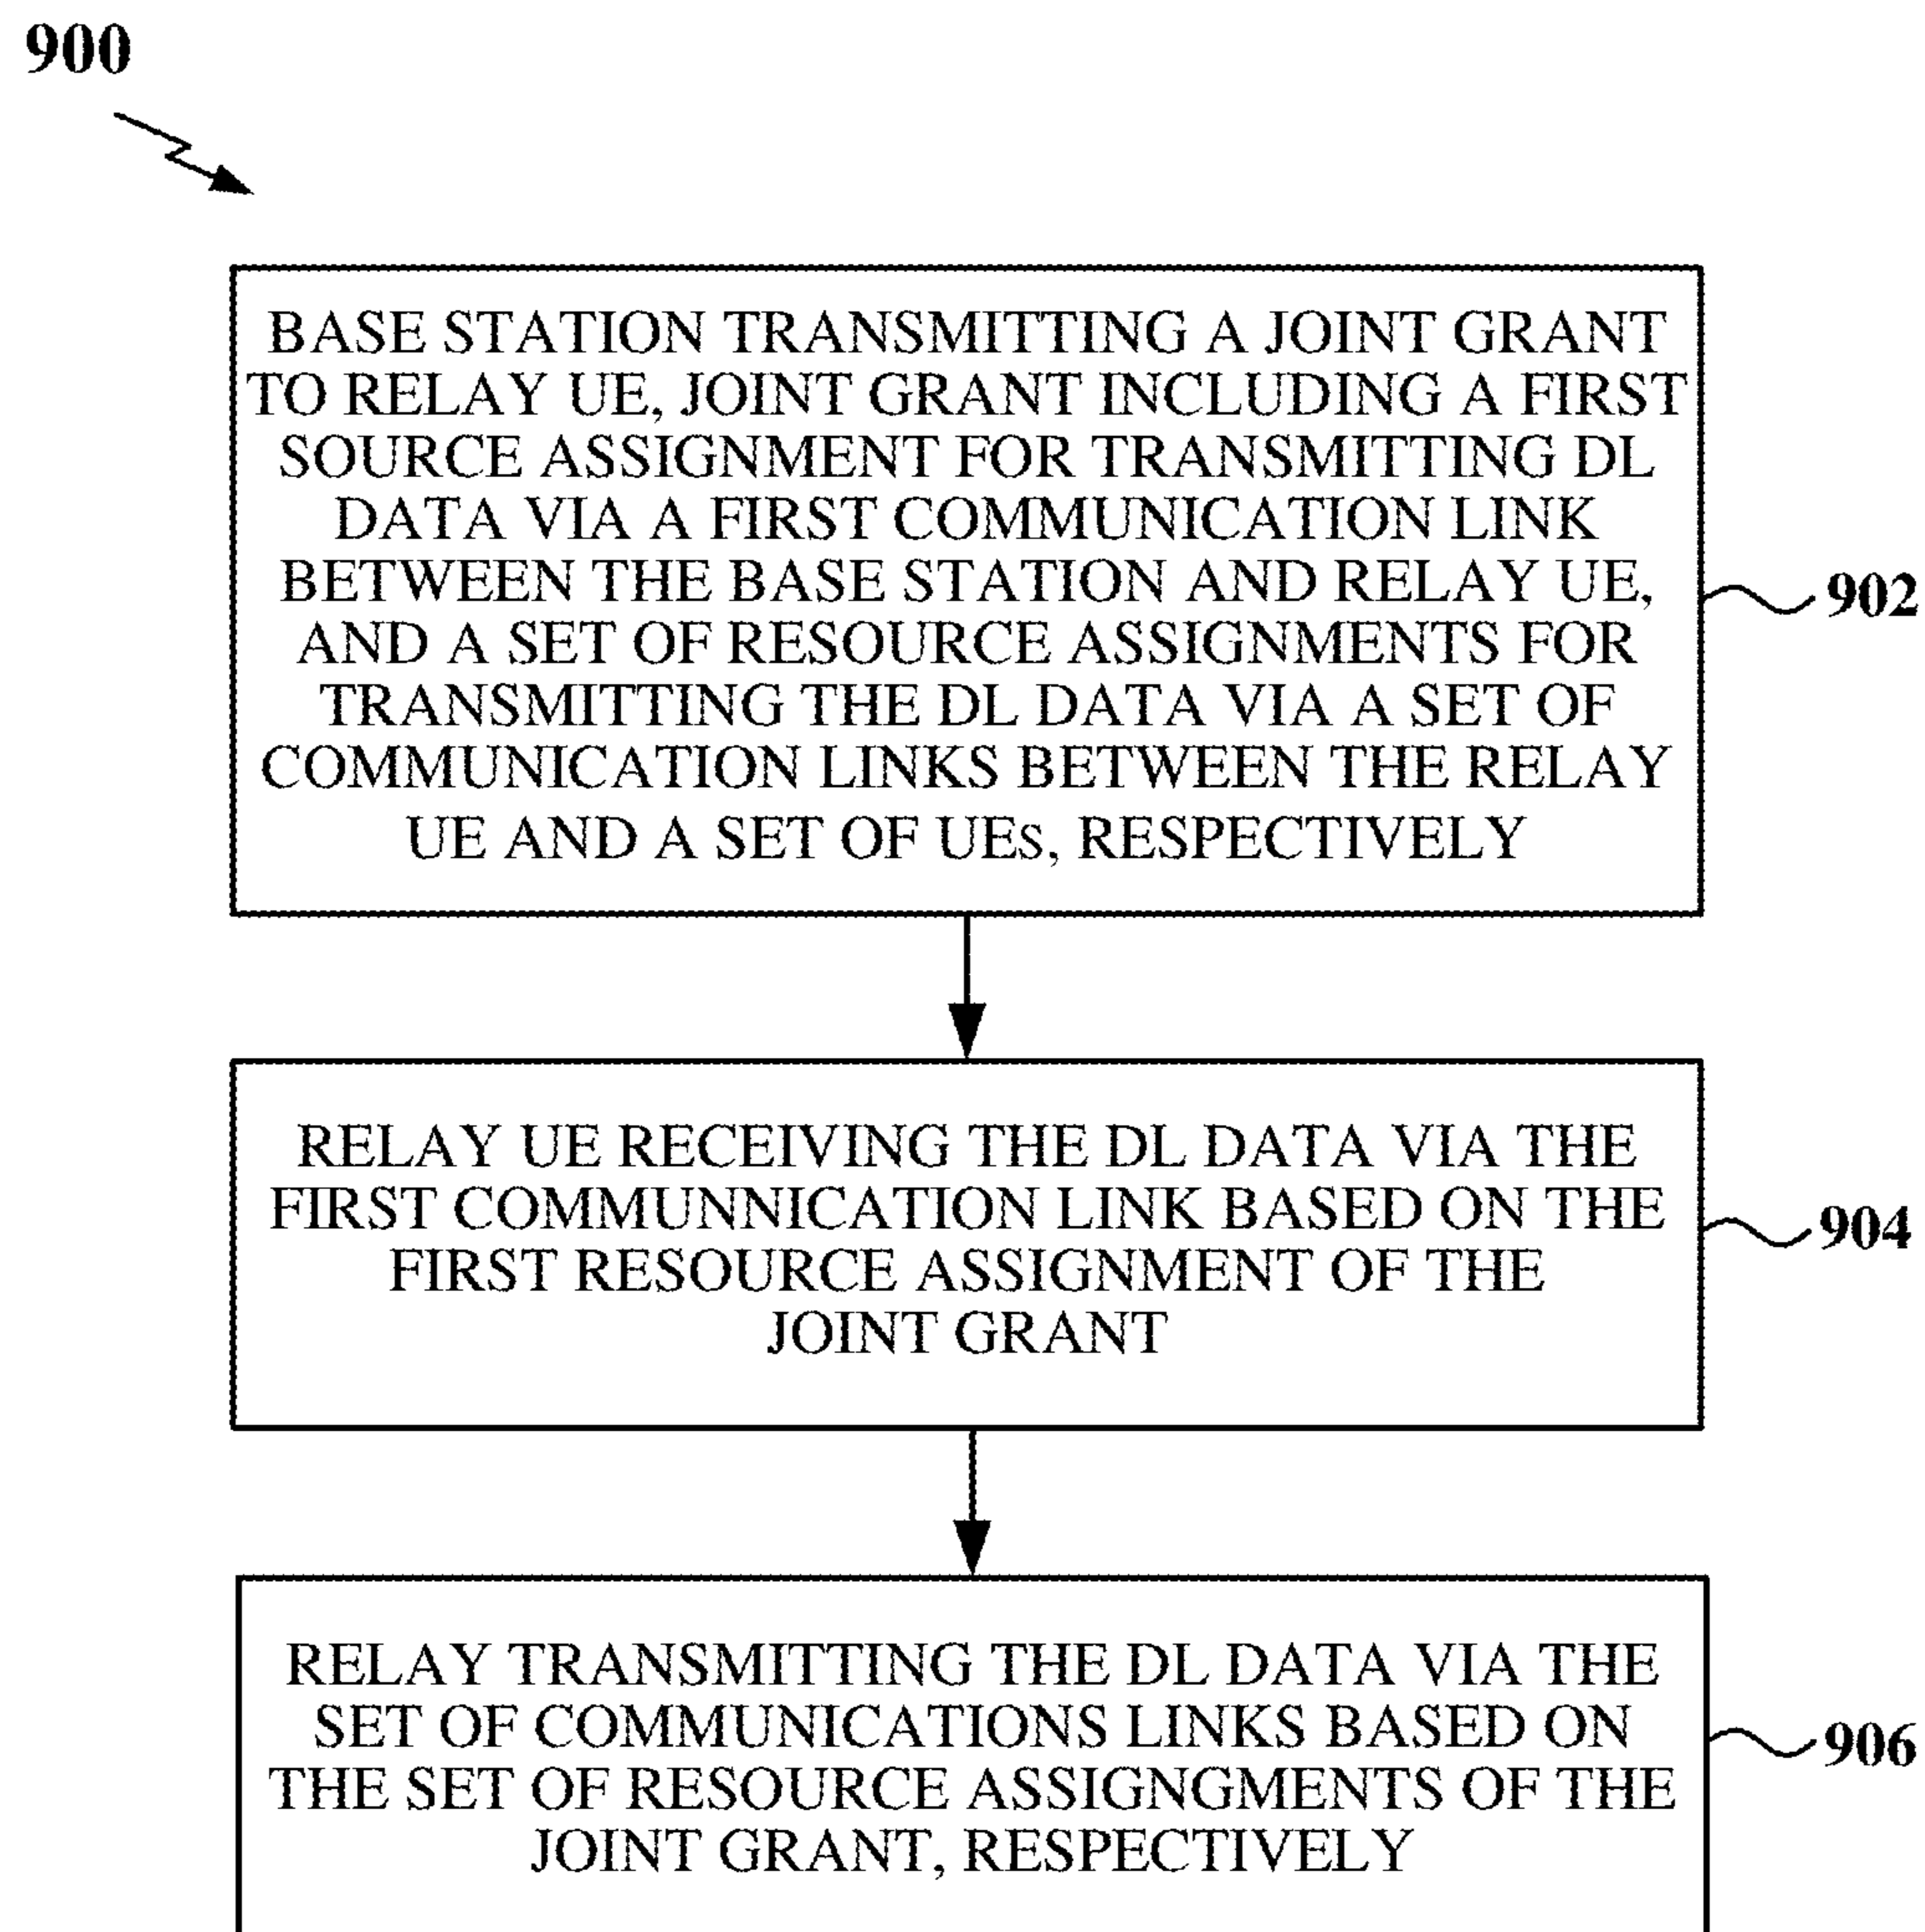 900
BASE STATION TRANSMITTING A JOINT GRANT
TO RELAY UE, JOINT GRANT INCLUDING A FIRST
SOURCE ASSIGNMENT FOR TRANSMITTING DL
DATA VIA A FIRST COMMUNICATION LINK
BETWEEN THE BASE STATION AND RELAY UE,
AND A SET OF RESOURCE ASSIGNMENTS FOR
TRANSMITTING THE DL DATA VIA A SET OF
COMMUNICATION LINKS BETWEEN THE RELAY
UE AND A SET OF UEs, RESPECTIVELY
902
RELAY UE RECEIVING THE DL DATA VIA THE
FIRST COMMUNNICATION LINK BASED ON THE
FIRST RESOURCE ASSIGNMENT OF THE
JOINT GRANT
904
RELAY TRANSMITTING THE DL DATA VIA THE
SET OF COMMUNICATIONS LINKS BASED ON
THE SET OF RESOURCE ASSIGNGMENTS OF THE
JOINT GRANT, RESPECTIVELY
906